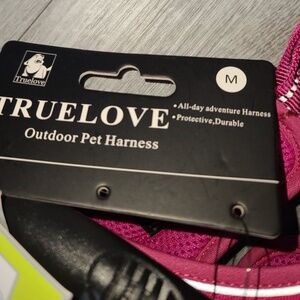 Truelove
M
TRUELOVE
•All-day adventure Harness
•Protective,Durable
Outdoor Pet Harness